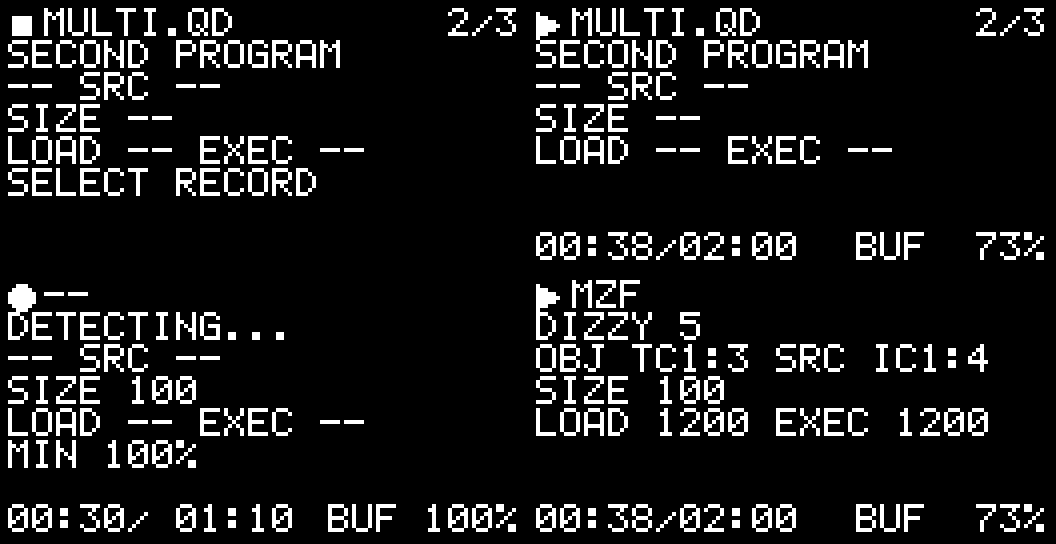 ■MULTI.QD 2/3
SECOND PROGRAM
-- SRC --
SIZE --
LOAD -- EXEC --
SELECT RECORD
▶MULTI.QD 2/3
SECOND PROGRAM
-- SRC --
SIZE --
LOAD -- EXEC --
00:38/02:00 BUF 73%
●--
DETECTING...
-- SRC --
SIZE 100
LOAD -- EXEC --
MIN 100%
00:30/ 01:10 BUF 100%
▶MZF
DIZZY 5
OBJ TC1:3 SRC IC1:4
SIZE 100
LOAD 1200 EXEC 1200
00:38/02:00 BUF 73%